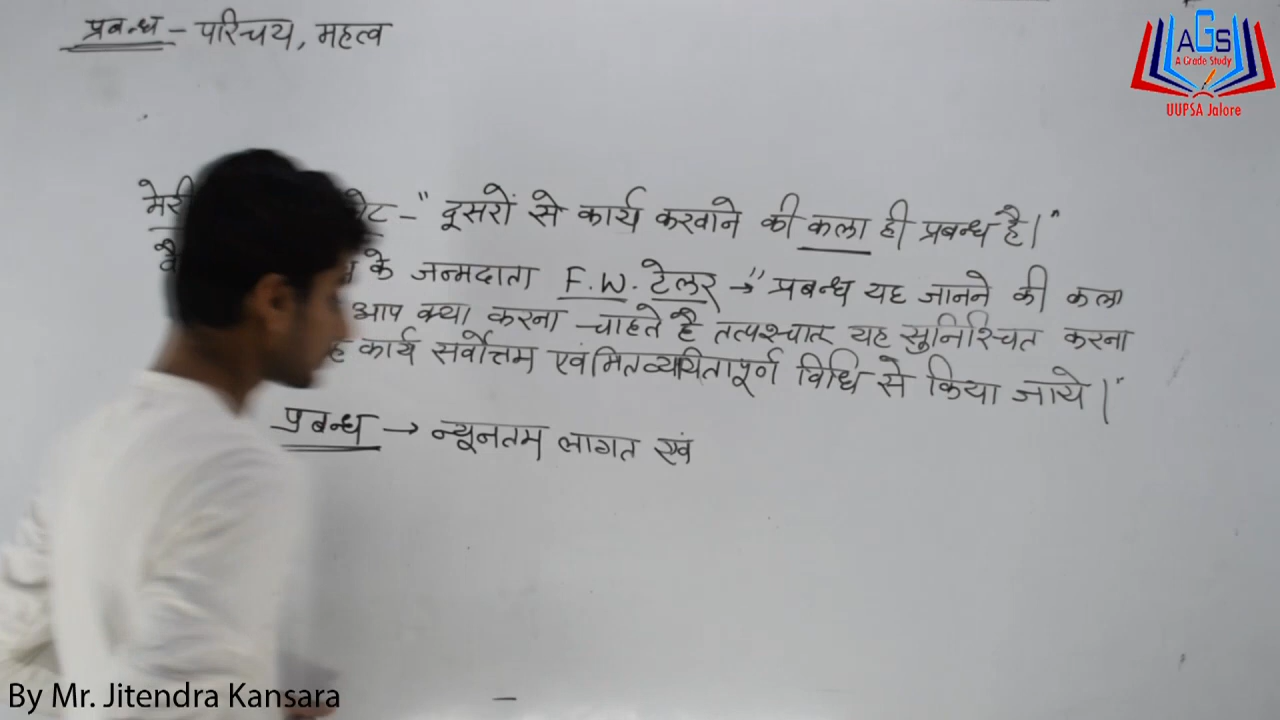 प्रबन्ध - परिचय, महत्व
AGS
A Grade Study
UUPSA Jalore
मेरी - " दूसरों से कार्य करवाने की कला ही प्रबन्ध है। "
के जन्मदाता F.W. टेलर → " प्रबन्ध यह जानने की कला
आप क्या करना चाहते है तत्पश्चात यह सुनिश्चित करना
कार्य सर्वोत्तम एवं मितव्ययितापूर्ण विधि से किया जाये। "
प्रबन्ध → न्यूनतम लागत एवं
By Mr. Jitendra Kansara